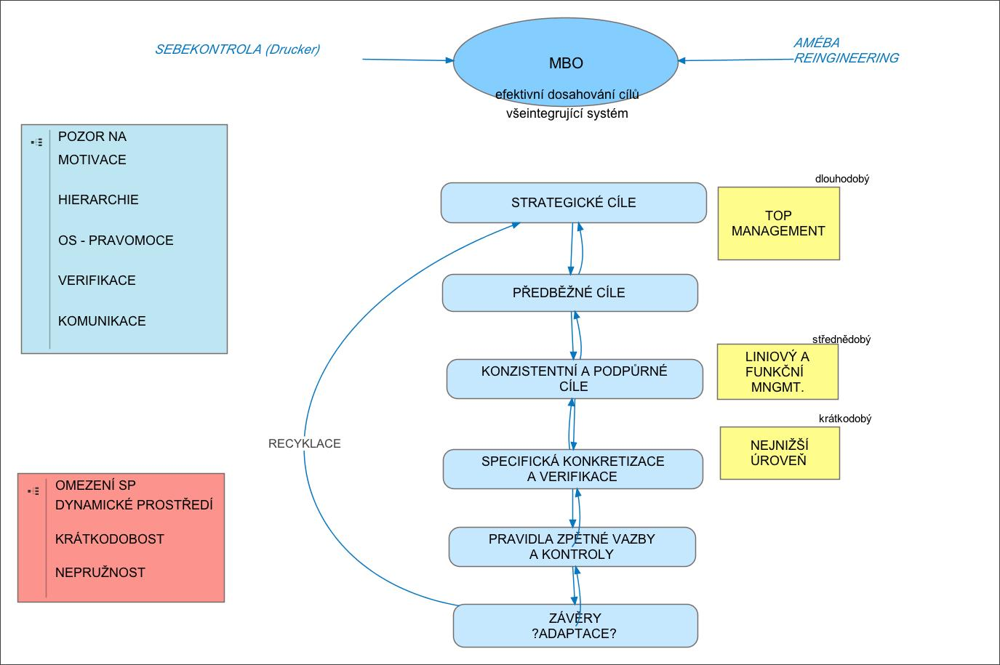 SEBEKONTROLA (Drucker)
AMÉBA
REINGINEERING
MBO
efektivní dosahování cílů
všeintegrující systém
POZOR NA
MOTIVACE
HIERARCHIE
OS - PRAVOMOCE
VERIFIKACE
KOMUNIKACE
STRATEGICKÉ CÍLE
dlouhodobý
TOP
MANAGEMENT
PŘEDBĚŽNÉ CÍLE
KONZISTENTNÍ A PODPŮRNÉ
CÍLE
střednědobý
LINIOVÝ A
FUNKČNÍ
MNGMT.
krátkodobý
NEJNIŽŠÍ
ÚROVEŇ
RECYKLACE
SPECIFICKÁ KONKRETIZACE
A VERIFIKACE
OMEZENÍ SP
DYNAMICKÉ PROSTŘEDÍ
KRÁTKODOBOST
NEPRUŽNOST
PRAVIDLA ZPĚTNÉ VAZBY
A KONTROLY
ZÁVĚRY
?ADAPTACE?